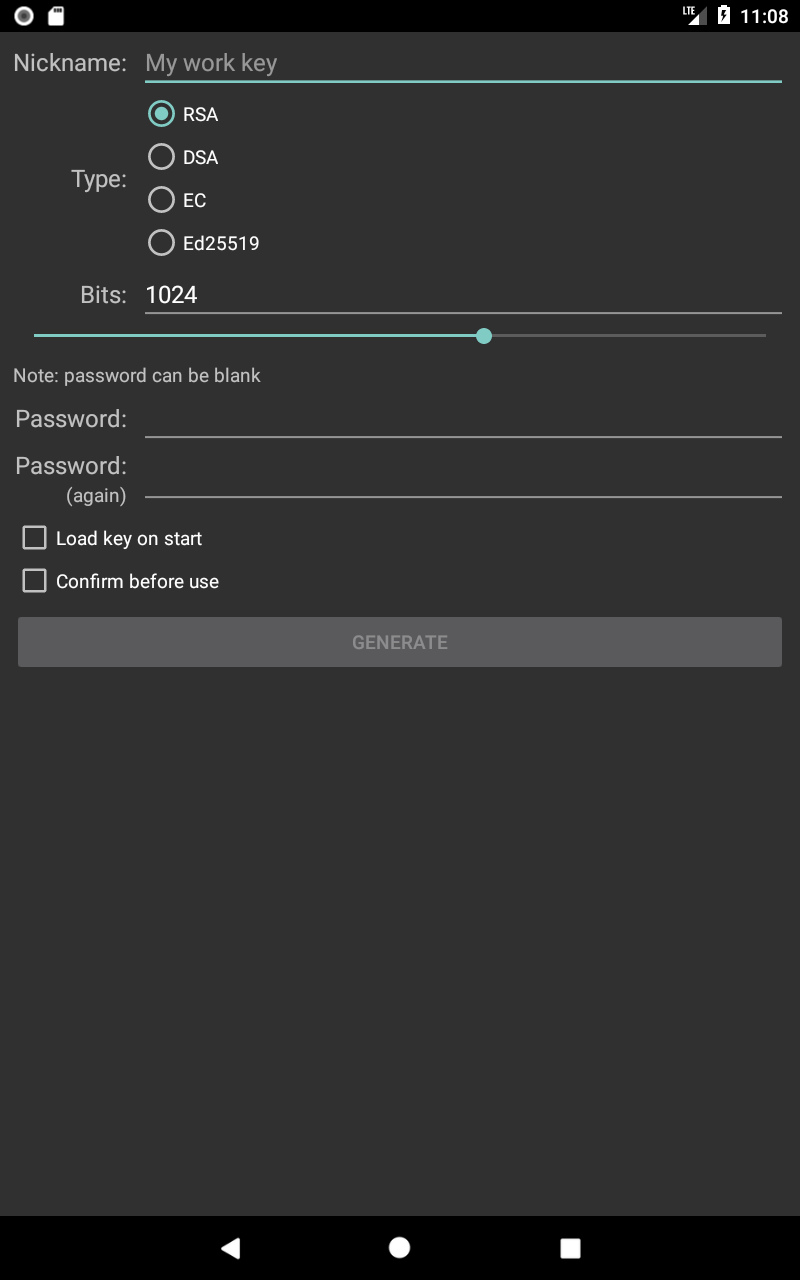 LTE 11:08
Nickname: My work key
RSA
DSA
Type:
EC
Ed25519
Bits: 1024
Note: password can be blank
Password:
Password:
(again)
Load key on start
Confirm before use
GENERATE